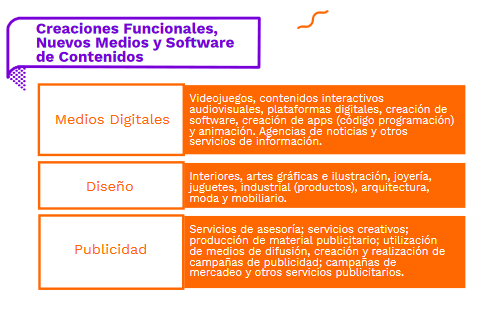 Creaciones Funcionales,
Nuevos Medios y Software
de Contenidos
Medios Digitales
Videojuegos, contenidos interactivos
audiovisuales, plataformas digitales, creación de
software, creación de apps (código programación)
y animación. Agencias de noticias y otros
servicios de información.
Diseño
Interiores, artes gráficas e ilustración, joyería,
juguetes, industrial (productos), arquitectura,
moda y mobiliario.
Publicidad
Servicios de asesoría; servicios creativos;
producción de material publicitario; utilización
de medios de difusión, creación y realización de
campañas de publicidad; campañas de
mercadeo y otros servicios publicitarios.